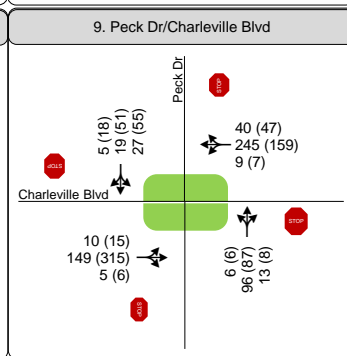 9. Peck Dr/Charleville Blvd
Peck Dr
STOP
5 (18)
19 (51)
27 (55)
40 (47)
245 (159)
9 (7)
STOP
Charleville Blvd
STOP
10 (15)
149 (315)
5 (6)
6 (6)
96 (87)
13 (8)
STOP